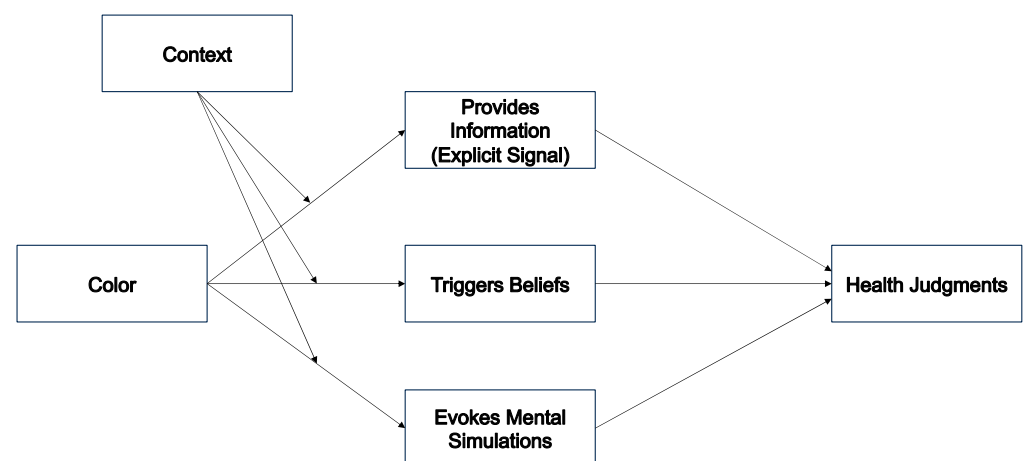 Context
Provides
Information
(Explicit Signal)
Color
Triggers Beliefs
Health Judgments
Evokes Mental
Simulations